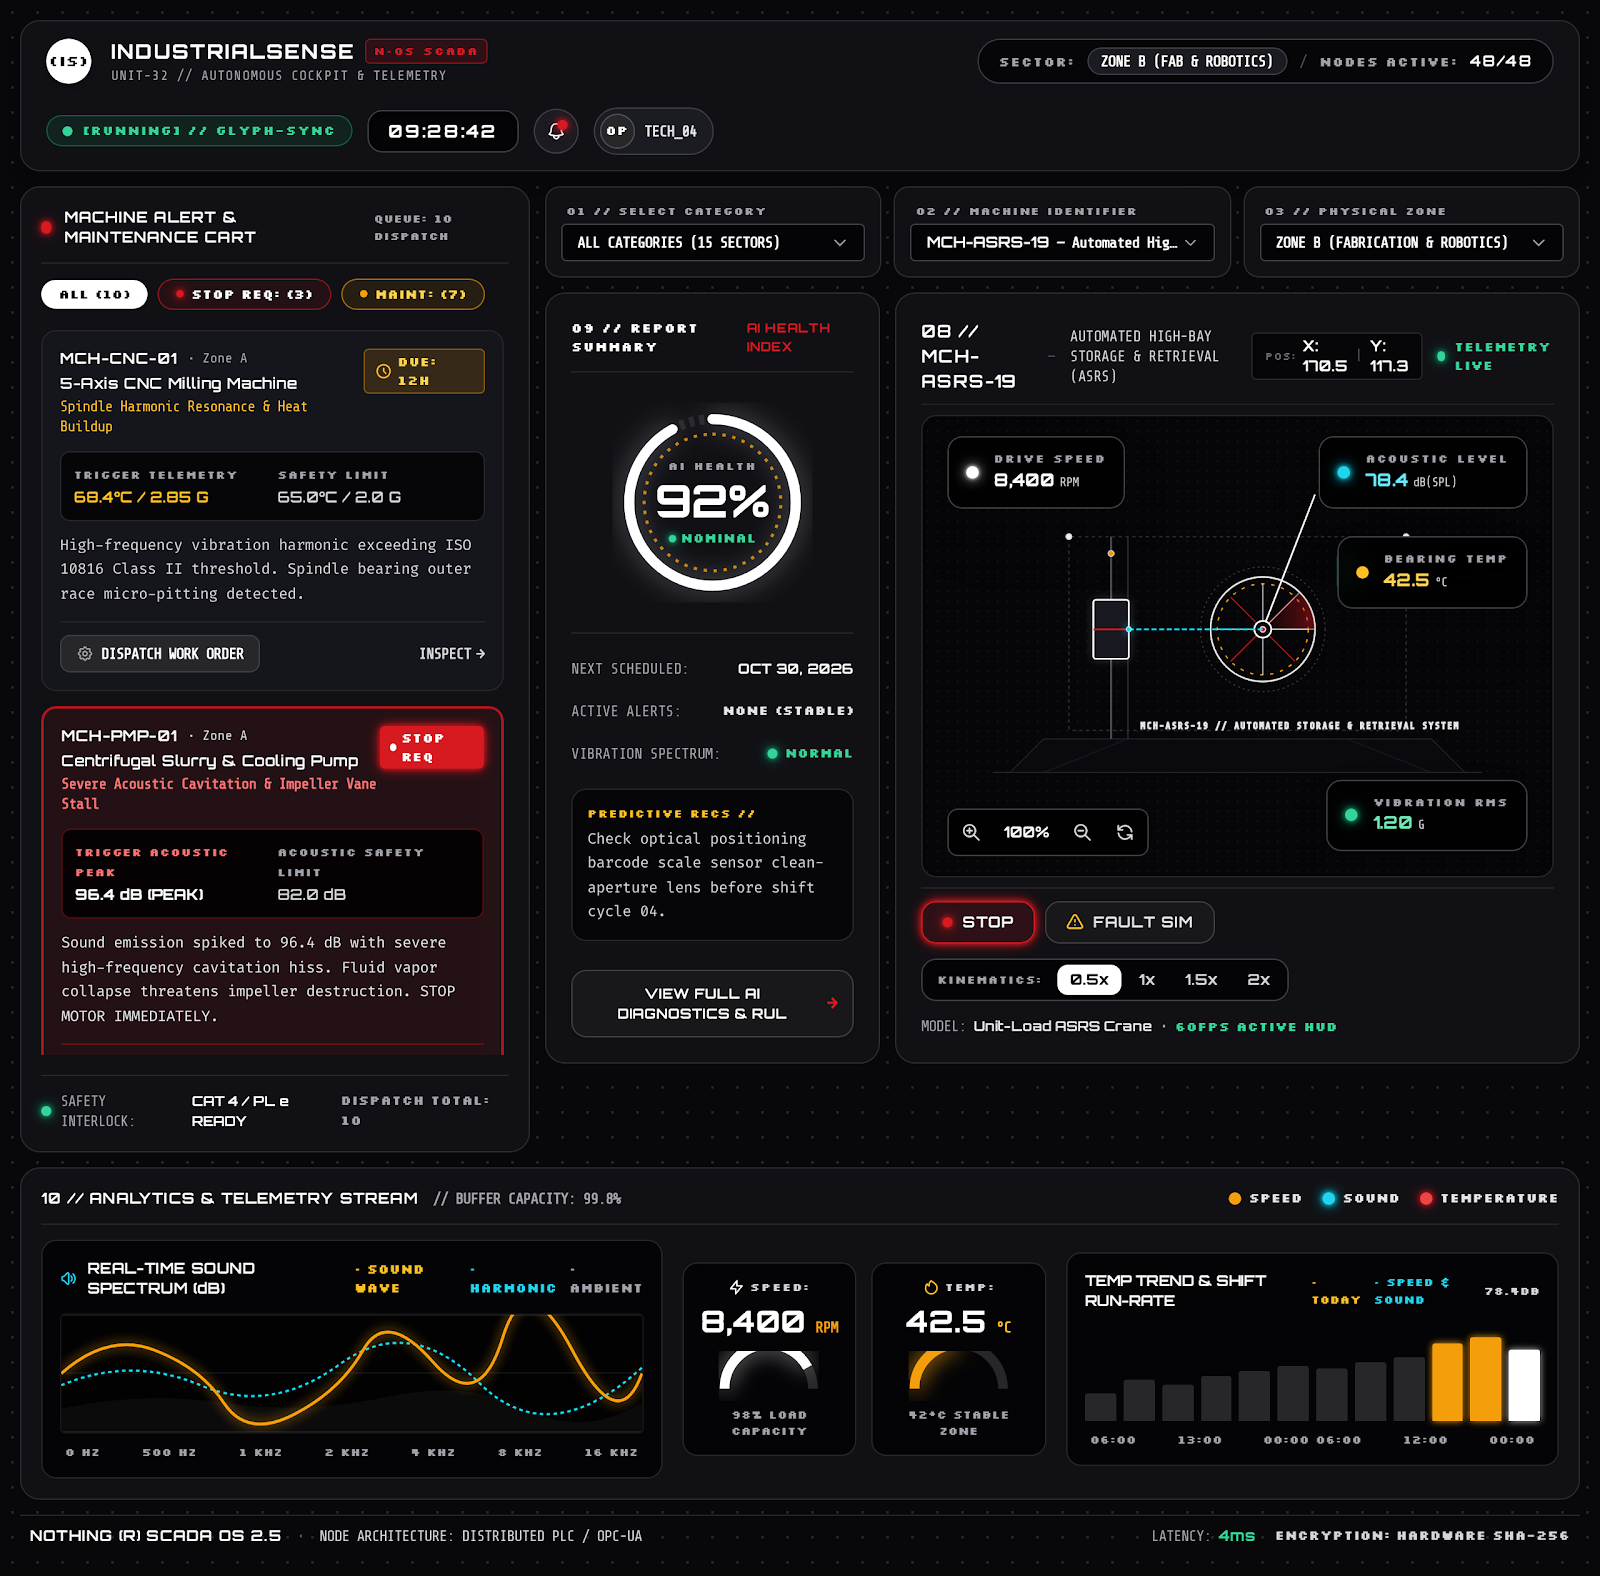 (IS)
INDUSTRIALSENSE
N-OS SCADA
UNIT-32 // AUTONOMOUS COCKPIT & TELEMETRY
SECTOR: ZONE B (FAB & ROBOTICS) / NODES ACTIVE: 48/48
[RUNNING] // GLYPH-SYNC
09:28:42
OP TECH_04
MACHINE ALERT &
MAINTENANCE CART
QUEUE: 10
DISPATCH
ALL (10)
STOP REQ: (3)
MAINT: (7)
MCH-CNC-01 · Zone A
5-Axis CNC Milling Machine
Spindle Harmonic Resonance & Heat
Buildup
DUE:
12H
TRIGGER TELEMETRY
68.4°C / 2.85 G
SAFETY LIMIT
65.0°C / 2.0 G
High-frequency vibration harmonic exceeding ISO
10816 Class II threshold. Spindle bearing outer
race micro-pitting detected.
DISPATCH WORK ORDER
INSPECT →
MCH-PMP-01 · Zone A
Centrifugal Slurry & Cooling Pump
Severe Acoustic Cavitation & Impeller Vane
Stall
STOP
REQ
TRIGGER ACOUSTIC
PEAK
96.4 dB (PEAK)
ACOUSTIC SAFETY
LIMIT
82.0 dB
Sound emission spiked to 96.4 dB with severe
high-frequency cavitation hiss. Fluid vapor
collapse threatens impeller destruction. STOP
MOTOR IMMEDIATELY.
SAFETY
INTERLOCK:
CAT 4 / PL e
READY
DISPATCH TOTAL:
10
01 // SELECT CATEGORY
ALL CATEGORIES (15 SECTORS)
02 // MACHINE IDENTIFIER
MCH-ASRS-19 — Automated Hig…
03 // PHYSICAL ZONE
ZONE B (FABRICATION & ROBOTICS)
09 // REPORT
SUMMARY
AI HEALTH
INDEX
AI HEALTH
92%
NOMINAL
NEXT SCHEDULED: OCT 30, 2026
ACTIVE ALERTS: NONE (STABLE)
VIBRATION SPECTRUM: NORMAL
PREDICTIVE RECS //
Check optical positioning
barcode scale sensor clean-
aperture lens before shift
cycle 04.
VIEW FULL AI
DIAGNOSTICS & RUL
→
08 //
MCH-
ASRS-19
—
AUTOMATED HIGH-BAY
STORAGE & RETRIEVAL
(ASRS)
POS:
X:
170.5
|
Y:
117.3
TELEMETRY
LIVE
DRIVE SPEED
8,400 RPM
ACOUSTIC LEVEL
78.4 dB(SPL)
BEARING TEMP
42.5 °C
MCH-ASRS-19 // AUTOMATED STORAGE & RETRIEVAL SYSTEM
VIBRATION RMS
1.20 G
100%
STOP
FAULT SIM
KINEMATICS: 0.5x 1x 1.5x 2x
MODEL: Unit-Load ASRS Crane · 60FPS ACTIVE HUD
10 // ANALYTICS & TELEMETRY STREAM // BUFFER CAPACITY: 99.8%
SPEED SOUND TEMPERATURE
REAL-TIME SOUND
SPECTRUM (dB)
- SOUND
WAVE
-
HARMONIC
-
AMBIENT
0 HZ 500 HZ 1 KHZ 2 KHZ 4 KHZ 8 KHZ 16 KHZ
SPEED:
8,400 RPM
98% LOAD
CAPACITY
TEMP:
42.5 °C
42°C STABLE
ZONE
TEMP TREND & SHIFT
RUN-RATE
-
TODAY
- SPEED &
SOUND
78.4DB
06:00 13:00 00:00 06:00 12:00 00:00
NOTHING (R) SCADA OS 2.5 · NODE ARCHITECTURE: DISTRIBUTED PLC / OPC-UA
LATENCY: 4ms ENCRYPTION: HARDWARE SHA-256